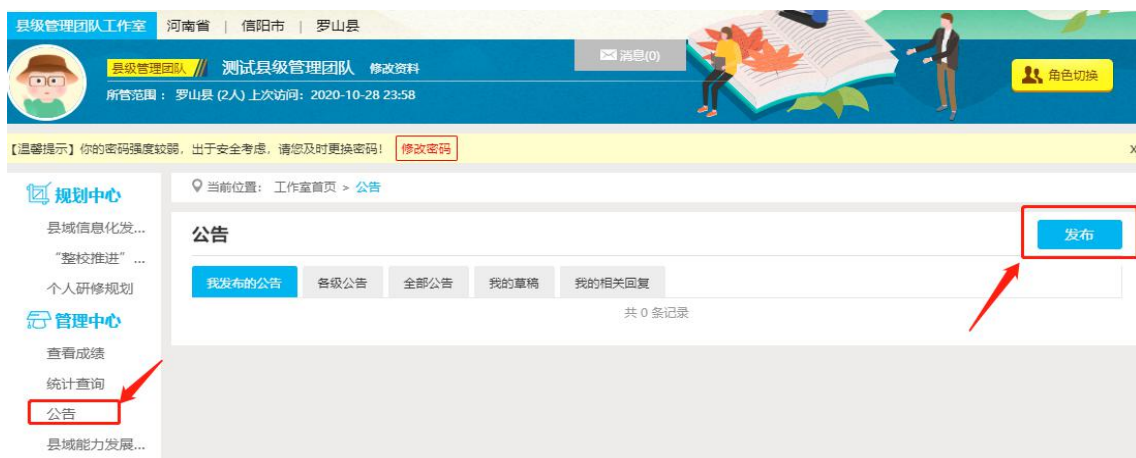 县级管理团队工作室 河南省 | 信阳市 | 罗山县
消息(0)
县级管理团队 测试县级管理团队 修改资料
角色切换
所管范围： 罗山县 (2人) 上次访问：2020-10-28 23:58
【温馨提示】你的密码强度较弱，出于安全考虑，请您及时更换密码! 修改密码 x
规划中心
县域信息化发...
“整校推进” ...
个人研修规划
管理中心
查看成绩
统计查询
公告
县域能力发展...
当前位置： 工作室首页 > 公告
公告
发布
我发布的公告 各级公告 全部公告 我的草稿 我的相关回复
共 0 条记录